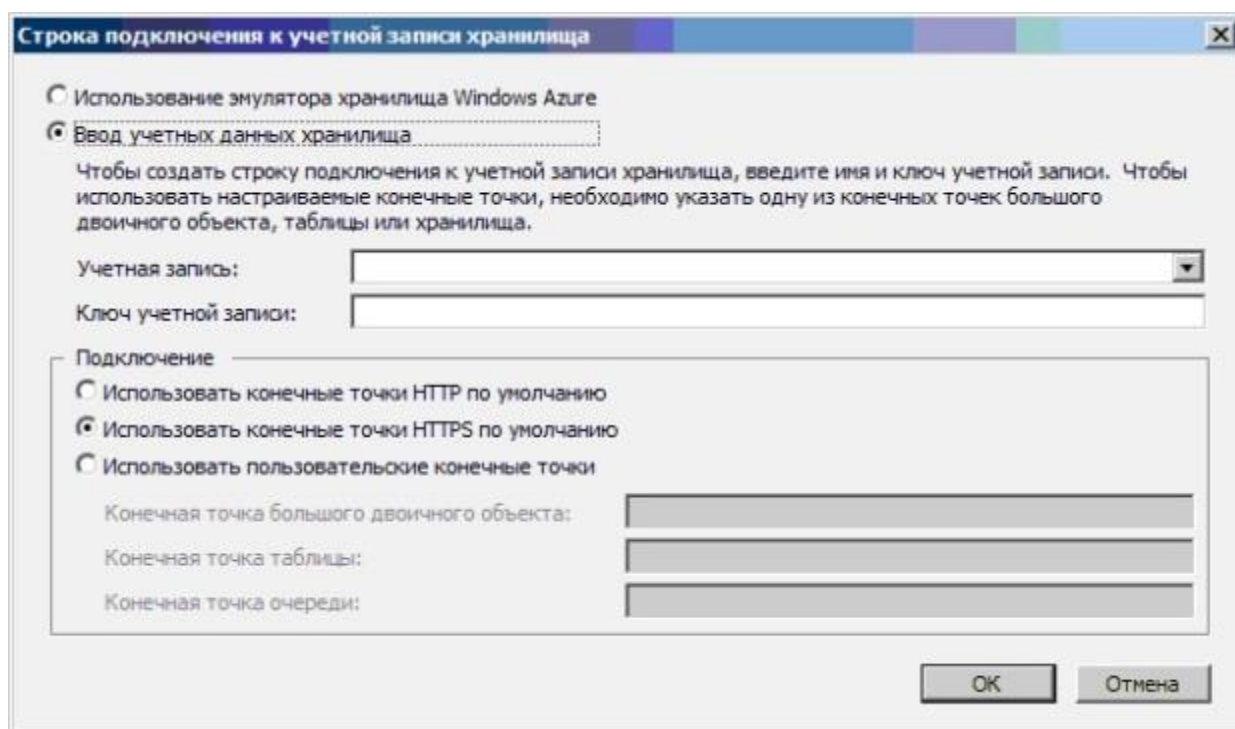 Строка подключения к учетной записи хранилища
Использование эмулятора хранилища Windows Azure
Ввод учетных данных хранилища
Чтобы создать строку подключения к учетной записи хранилища, введите имя и ключ учетной записи. Чтобы
использовать настраиваемые конечные точки, необходимо указать одну из конечных точек большого
двоичного объекта, таблицы или хранилища.
Учетная запись:
Ключ учетной записи:
Подключение
Использовать конечные точки HTTP по умолчанию
Использовать конечные точки HTTPS по умолчанию
Использовать пользовательские конечные точки
Конечная точка большого двоичного объекта:
Конечная точка таблицы:
Конечная точка очереди:
OK Отмена